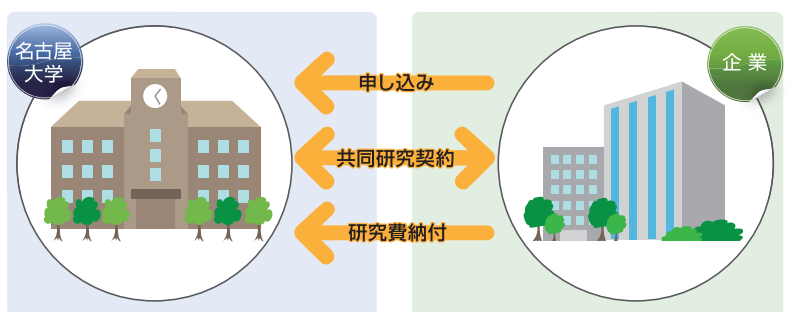 名古屋
大学
企業
申し込み
共同研究契約
研究費納付